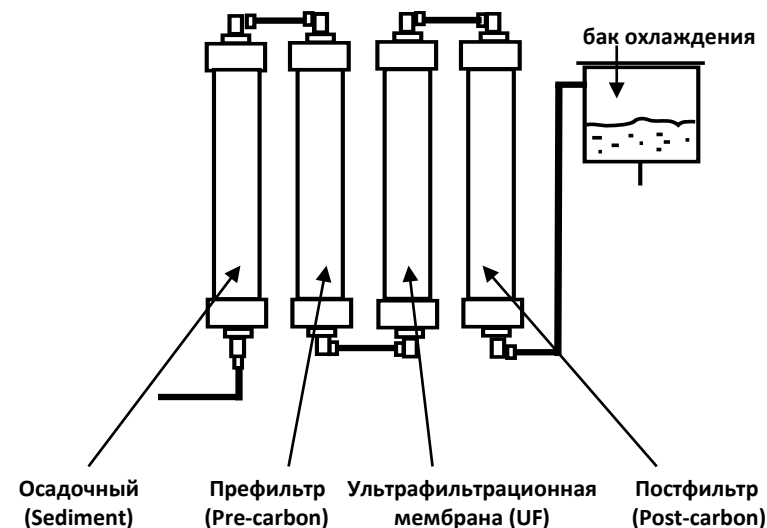 бак охлаждения
Осадочный Префильтр Ультрафильтрационная Постфильтр
(Sediment) (Pre-carbon) мембрана (UF) (Post-carbon)